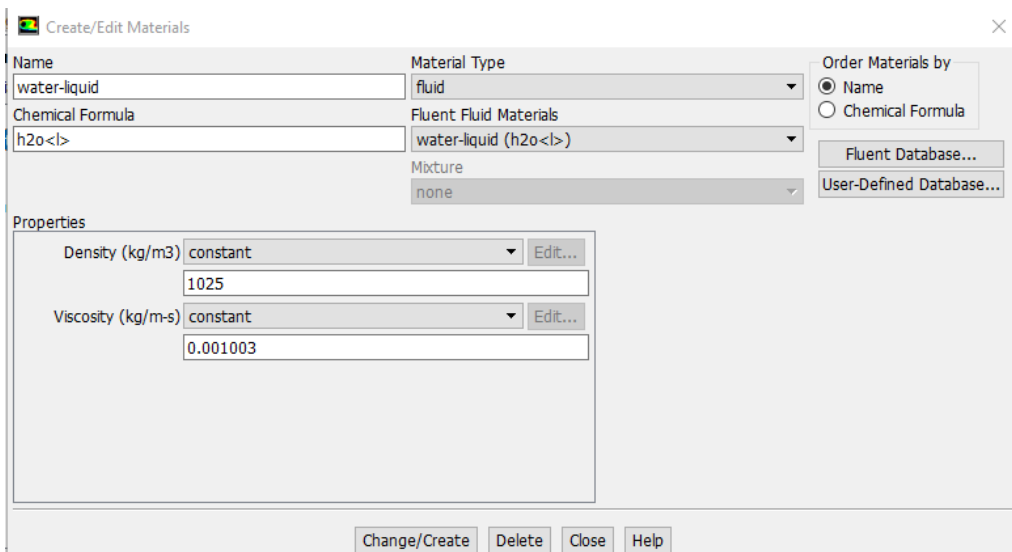 Create/Edit Materials
Name
Material Type
Order Materials by
water-liquid
fluid
Name
Chemical Formula
Fluent Fluid Materials
Chemical Formula
h2o<l>
water-liquid (h2o<l>)
Fluent Database...
Mixture
User-Defined Database...
none
Properties
Density (kg/m3) constant Edit...
1025
Viscosity (kg/m-s) constant Edit...
0.001003
Change/Create Delete Close Help